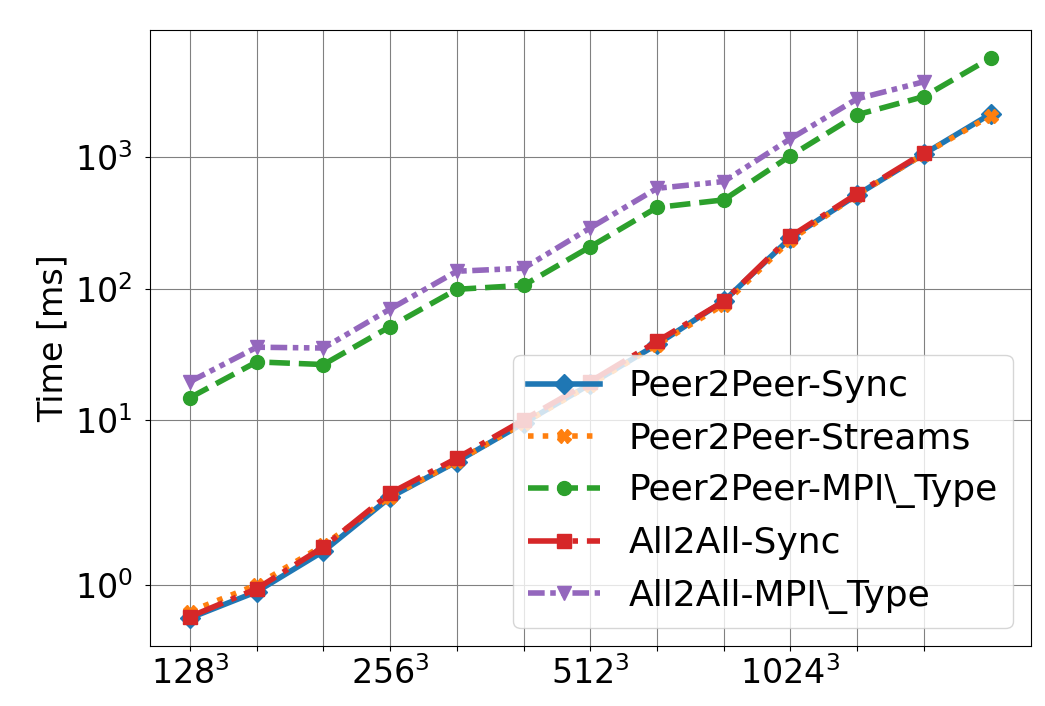 Time [ms]
10³
10²
10¹
10⁰
128³ 256³ 512³ 1024³
Peer2Peer-Sync
Peer2Peer-Streams
Peer2Peer-MPI\_Type
All2All-Sync
All2All-MPI\_Type